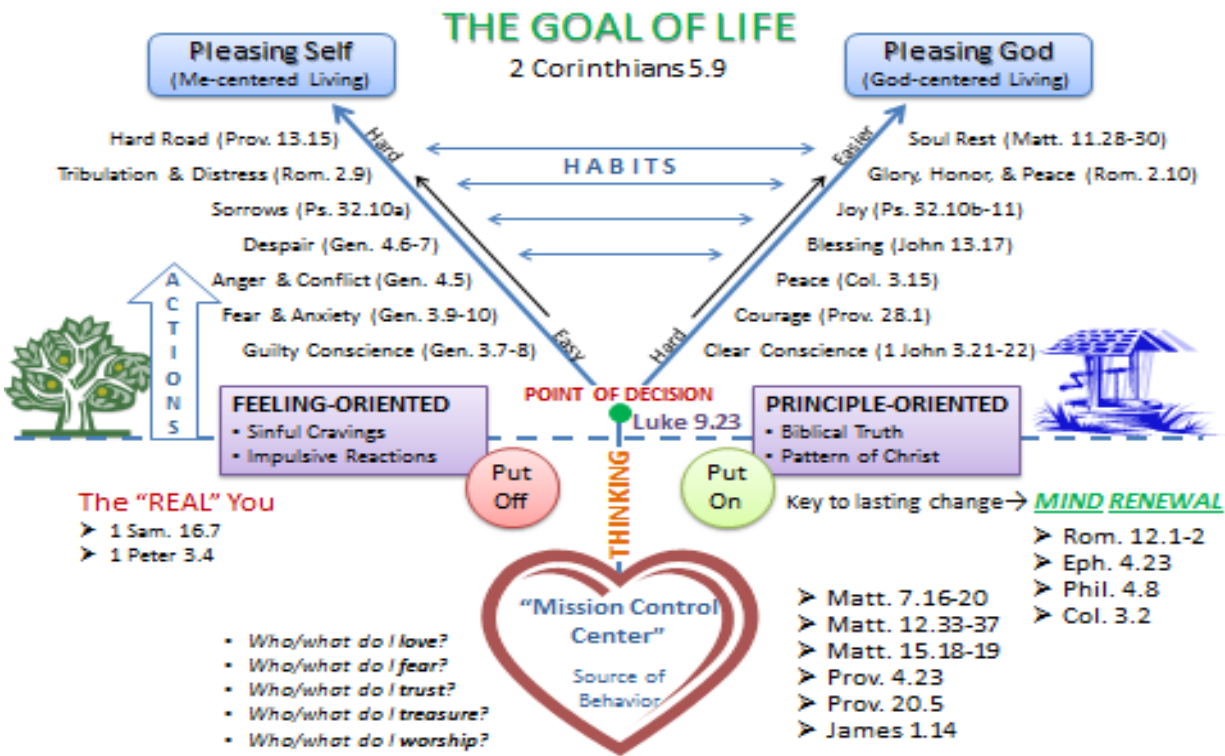 THE GOAL OF LIFE
2 Corinthians 5.9
Pleasing Self
(Me-centered Living)
Pleasing God
(God-centered Living)
Hard Road (Prov. 13.15)
Tribulation & Distress (Rom. 2.9)
Sorrows (Ps. 32.10a)
Despair (Gen. 4.6-7)
Anger & Conflict (Gen. 4.5)
Fear & Anxiety (Gen. 3.9-10)
Guilty Conscience (Gen. 3.7-8)
Hard
Easy
HABITS
Easier
Hard
Soul Rest (Matt. 11.28-30)
Glory, Honor, & Peace (Rom. 2.10)
Joy (Ps. 32.10b-11)
Blessing (John 13.17)
Peace (Col. 3.15)
Courage (Prov. 28.1)
Clear Conscience (1 John 3.21-22)
ACTIONS
POINT OF DECISION
Luke 9.23
FEELING-ORIENTED
▪ Sinful Cravings
▪ Impulsive Reactions
PRINCIPLE-ORIENTED
▪ Biblical Truth
▪ Pattern of Christ
Put
Off
THINKING
Put
On
The “REAL” You
➤ 1 Sam. 16.7
➤ 1 Peter 3.4
Key to lasting change→ MIND RENEWAL
➤ Rom. 12.1-2
➤ Eph. 4.23
➤ Phil. 4.8
➤ Col. 3.2
“Mission Control
Center”
Source of
Behavior
▪ Who/what do I love?
▪ Who/what do I fear?
▪ Who/what do I trust?
▪ Who/what do I treasure?
▪ Who/what do I worship?
➤ Matt. 7.16-20
➤ Matt. 12.33-37
➤ Matt. 15.18-19
➤ Prov. 4.23
➤ Prov. 20.5
➤ James 1.14